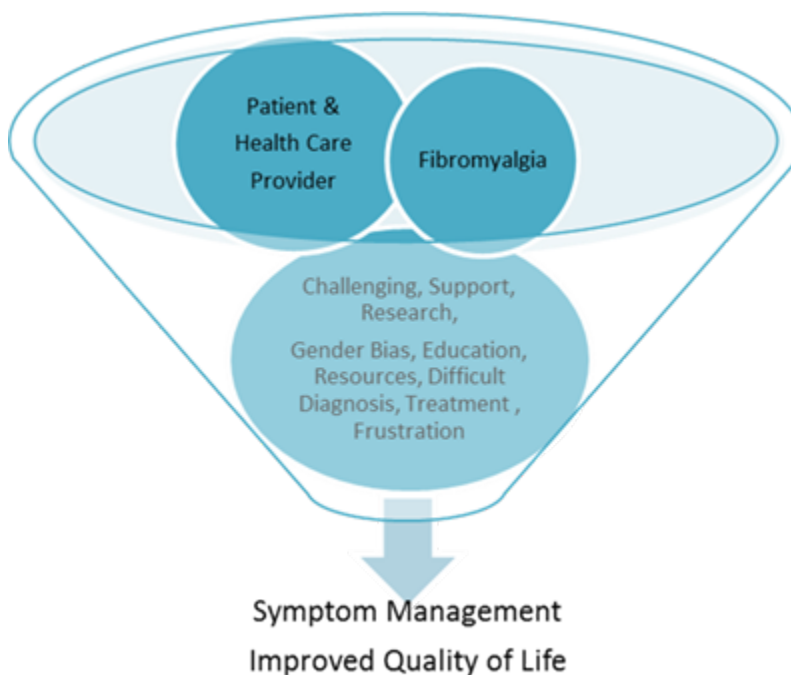 Patient &
Health Care
Provider
Fibromyalgia
Challenging, Support,
Research,
Gender Bias, Education,
Resources, Difficult
Diagnosis, Treatment ,
Frustration
Symptom Management
Improved Quality of Life